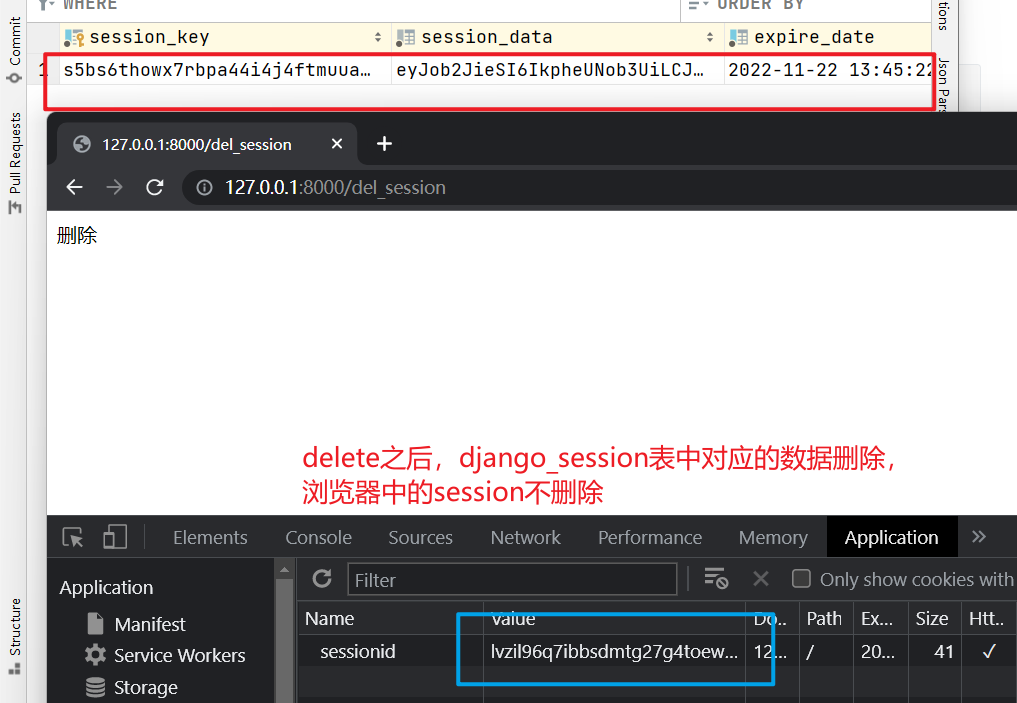 WHERE
ORDER BY
Commit
Pull Requests
Structure
tions
Json Pars
session_key
session_data
expire_date
1 s5bs6thowx7rbpa44i4j4ftmuua… eyJob2JieSI6IkpheUNob3UiLCJ… 2022-11-22 13:45:22
127.0.0.1:8000/del_session
127.0.0.1:8000/del_session
删除
delete之后，django_session表中对应的数据删除，
浏览器中的session不删除
Elements Console Sources Network Performance Memory Application
Application
Manifest
Service Workers
Storage
Filter
Only show cookies with
Name Value Do.. Path Ex... Size Htt..
sessionid lvzil96q7ibbsdmtg27g4toew... 12... / 20... 41 ✓